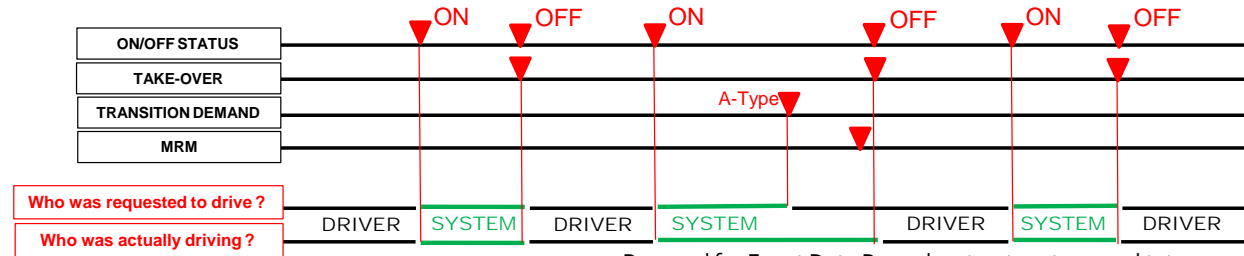 ON OFF ON OFF ON OFF
ON/OFF STATUS
TAKE-OVER
A-Type
TRANSITION DEMAND
MRM
Who was requested to drive ?
DRIVER SYSTEM DRIVER SYSTEM DRIVER SYSTEM DRIVER
Who was actually driving ?